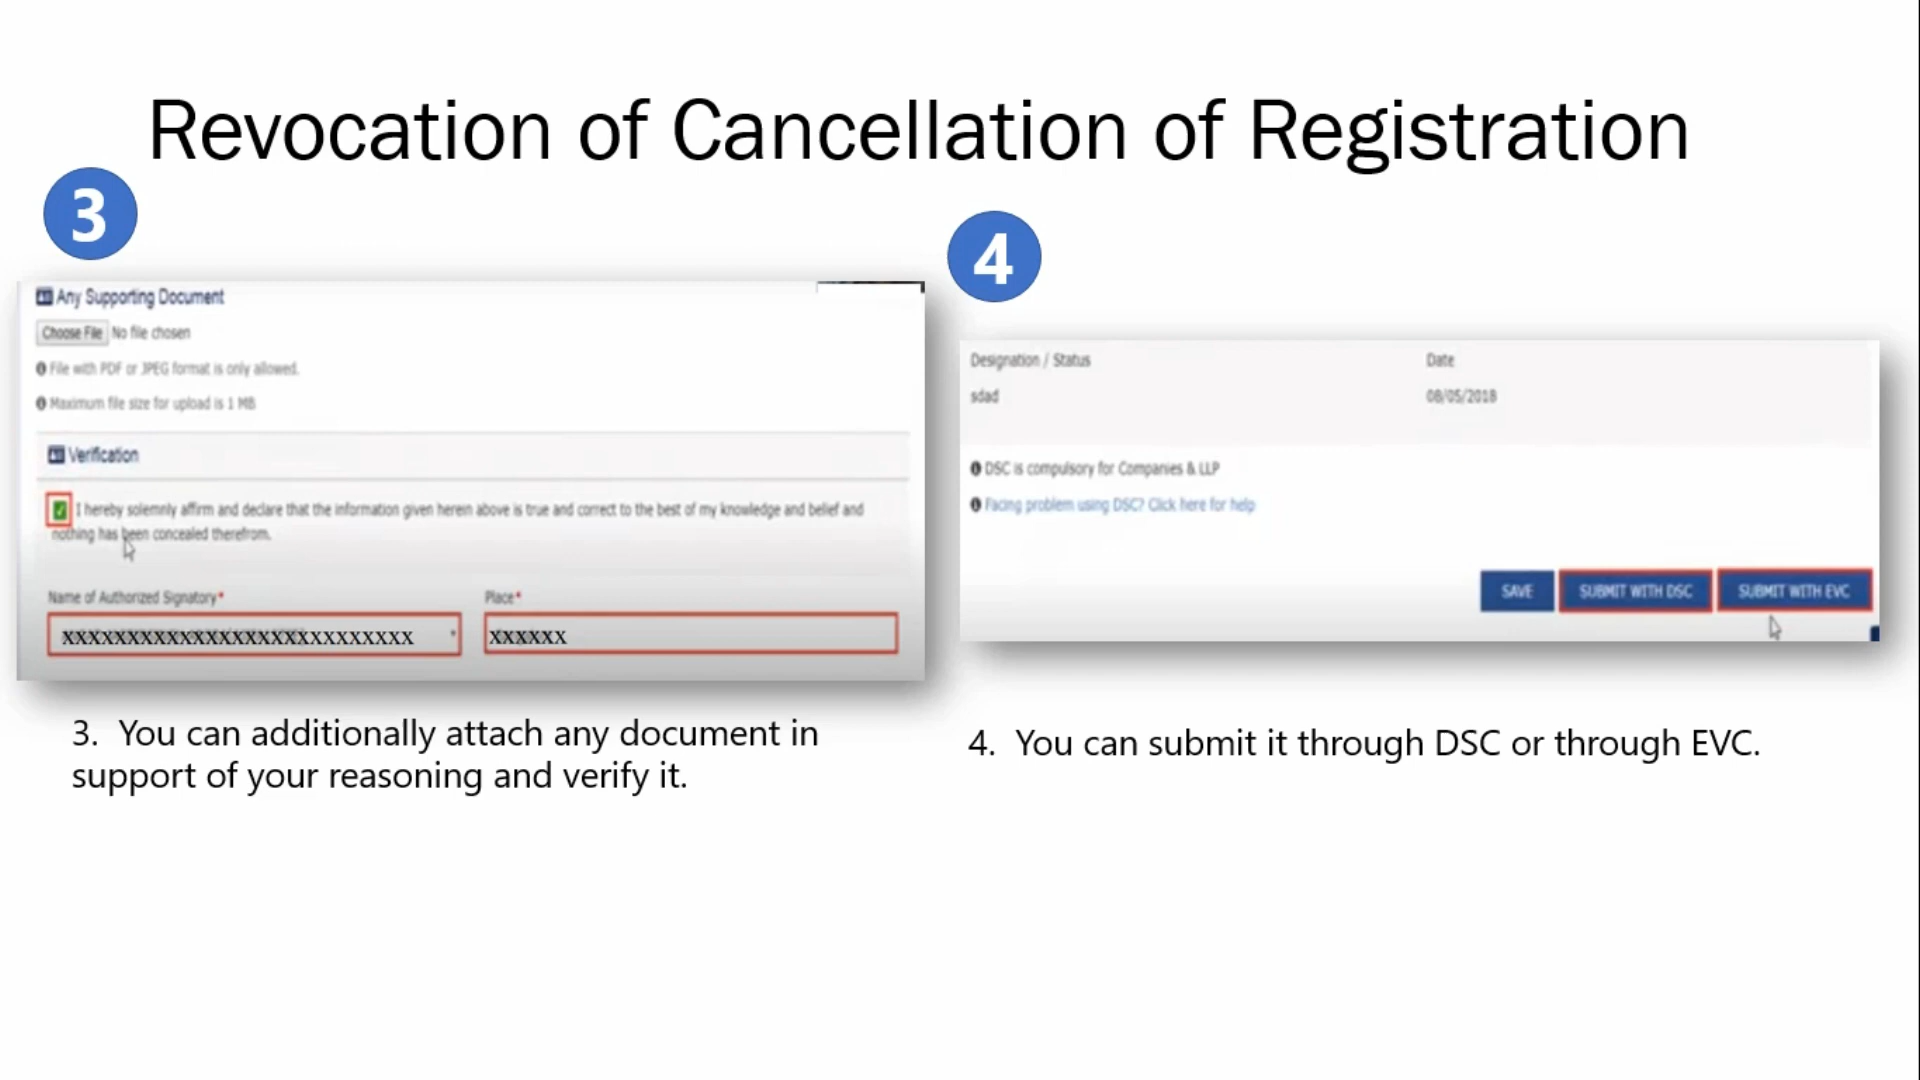 Revocation of Cancellation of Registration
3
Any Supporting Document
Choose File No file chosen
File with PDF or JPEG format is only allowed.
Maximum file size for upload is 1 MB
Verification
I hereby solemnly affirm and declare that the information given herein above is true and correct to the best of my knowledge and belief and
nothing has been concealed therefrom.
Name of Authorized Signatory* Place*
xxxxxxxxxxxxxxxxxxxxxxxxxxx xxxxxx
3. You can additionally attach any document in
support of your reasoning and verify it.
4
Designation / Status Date
sdad 08/05/2018
DSC is compulsory for Companies & LLP
Facing problem using DSC? Click here for help
SAVE SUBMIT WITH DSC SUBMIT WITH EVC
4. You can submit it through DSC or through EVC.